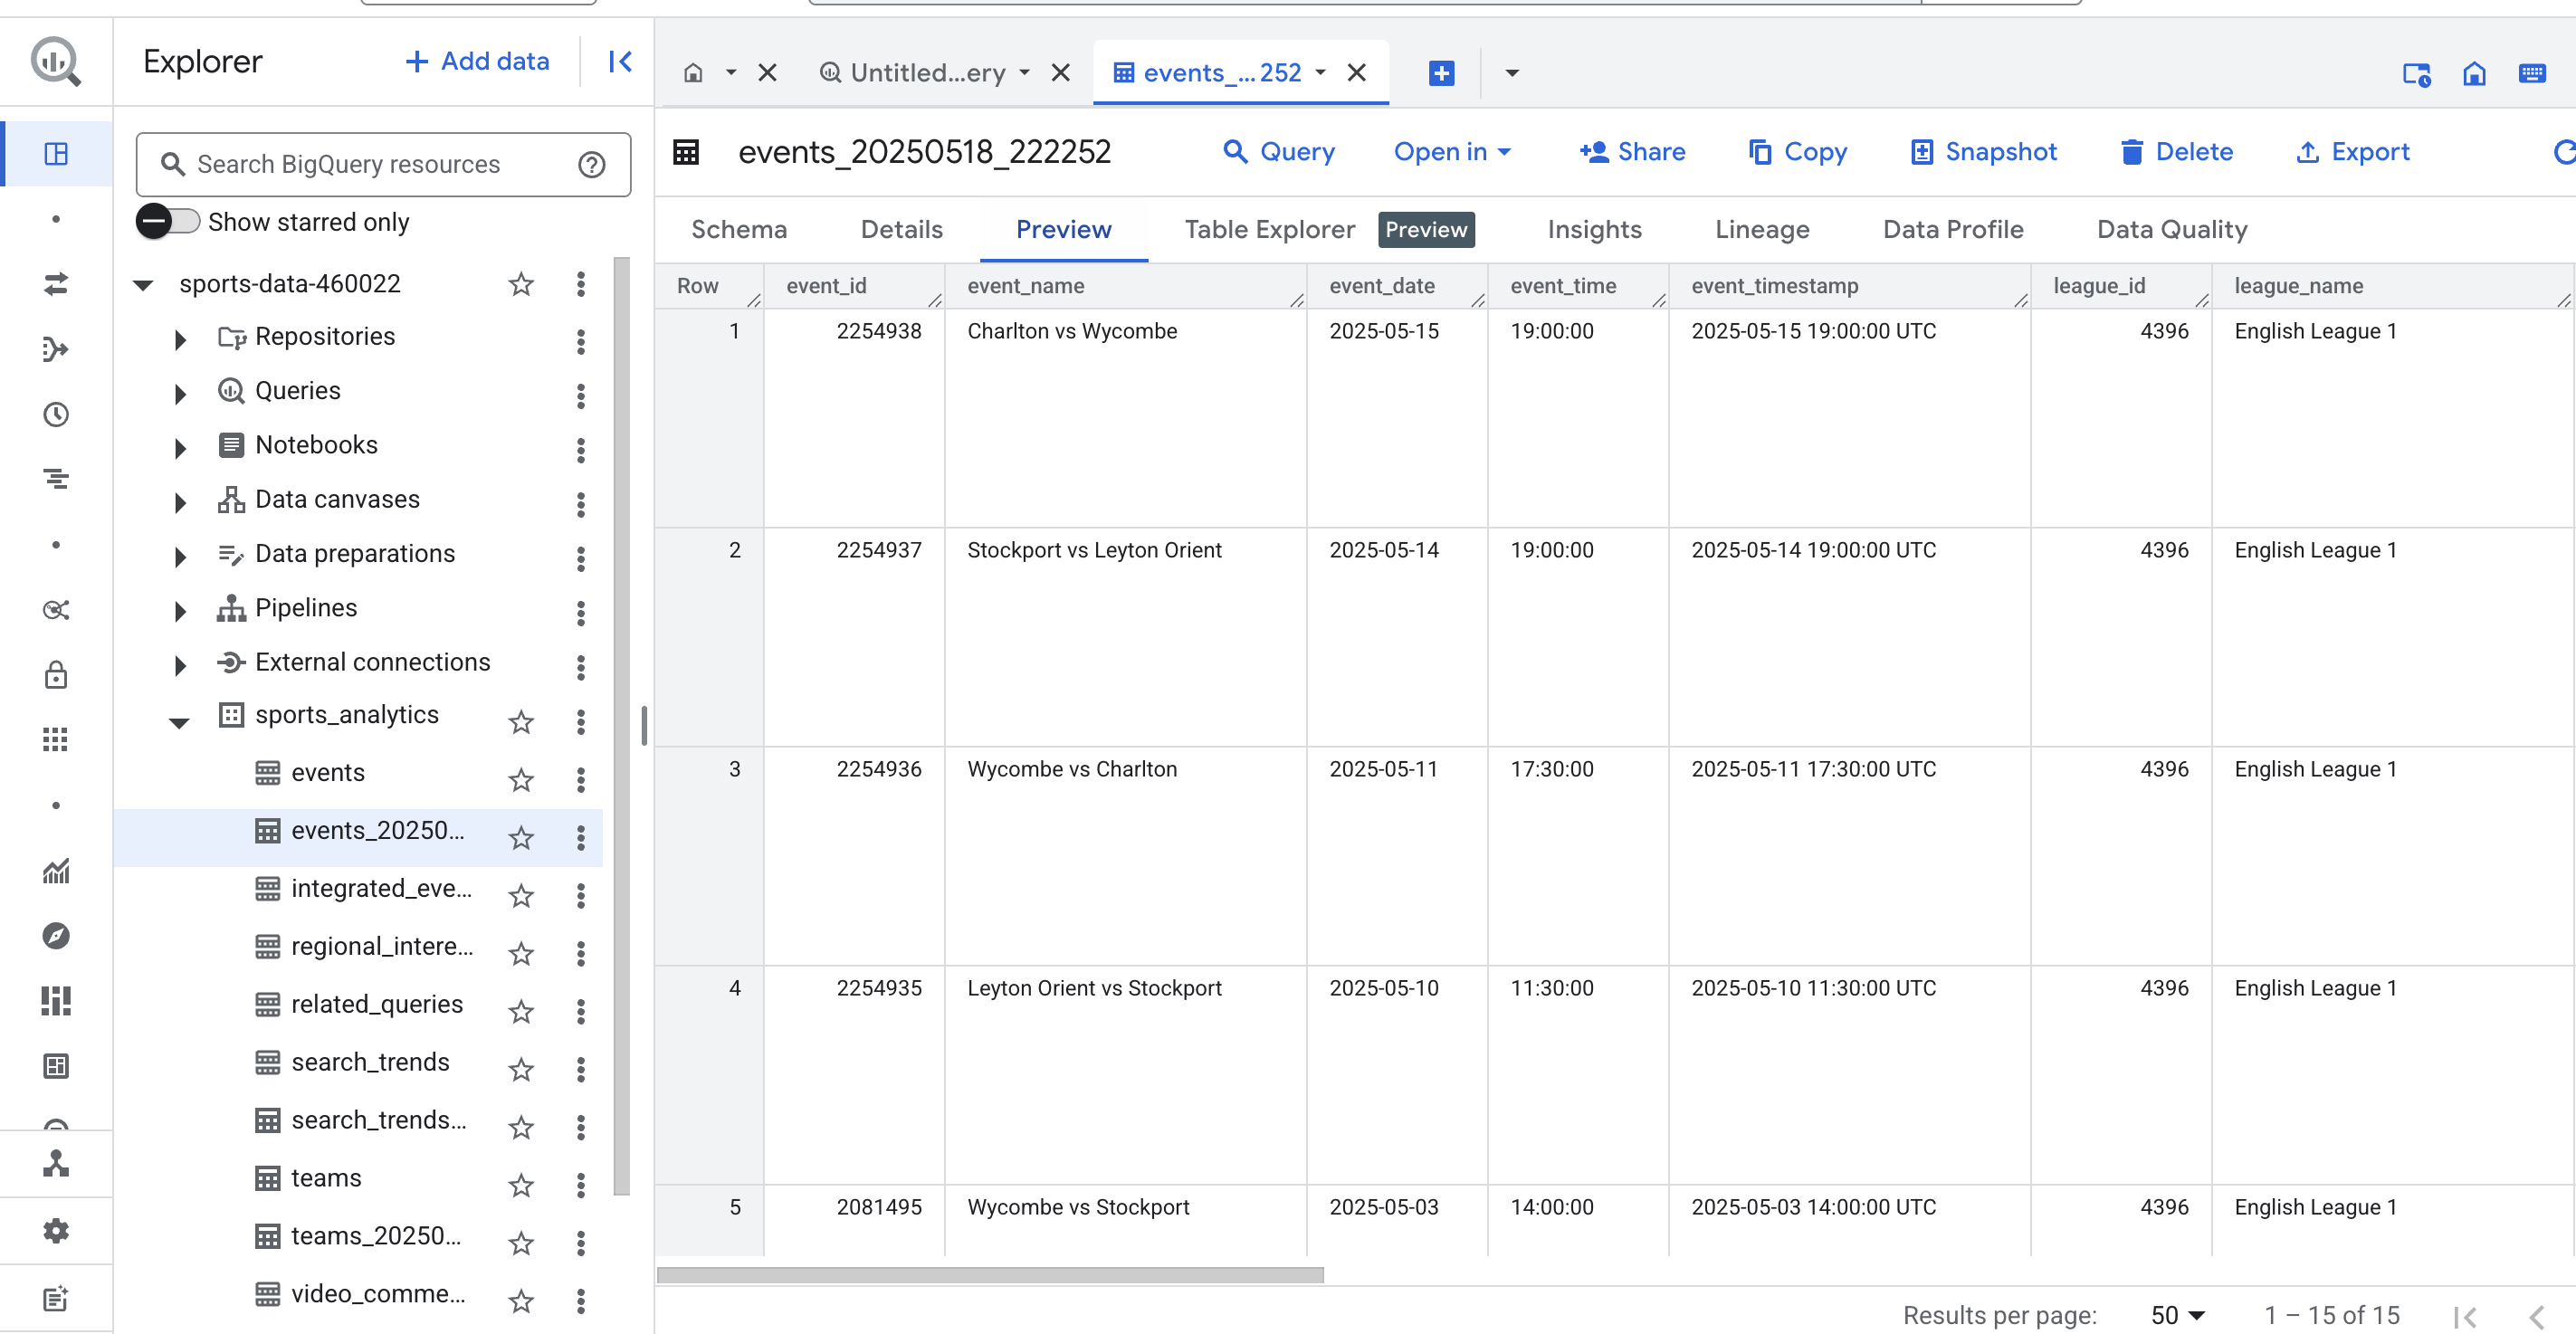 Explorer
+ Add data
Untitled...ery
events_...252
Search BigQuery resources
Show starred only
sports-data-460022
Repositories
Queries
Notebooks
Data canvases
Data preparations
Pipelines
External connections
sports_analytics
events
events_20250...
integrated_eve...
regional_intere...
related_queries
search_trends
search_trends...
teams
teams_20250...
video_comme...
events_20250518_222252
Query
Open in
Share
Copy
Snapshot
Delete
Export
Schema Details Preview Table Explorer Preview Insights Lineage Data Profile Data Quality
Row event_id event_name event_date event_time event_timestamp league_id league_name
1 2254938 Charlton vs Wycombe 2025-05-15 19:00:00 2025-05-15 19:00:00 UTC 4396 English League 1
2 2254937 Stockport vs Leyton Orient 2025-05-14 19:00:00 2025-05-14 19:00:00 UTC 4396 English League 1
3 2254936 Wycombe vs Charlton 2025-05-11 17:30:00 2025-05-11 17:30:00 UTC 4396 English League 1
4 2254935 Leyton Orient vs Stockport 2025-05-10 11:30:00 2025-05-10 11:30:00 UTC 4396 English League 1
5 2081495 Wycombe vs Stockport 2025-05-03 14:00:00 2025-05-03 14:00:00 UTC 4396 English League 1
Results per page: 50 1 – 15 of 15